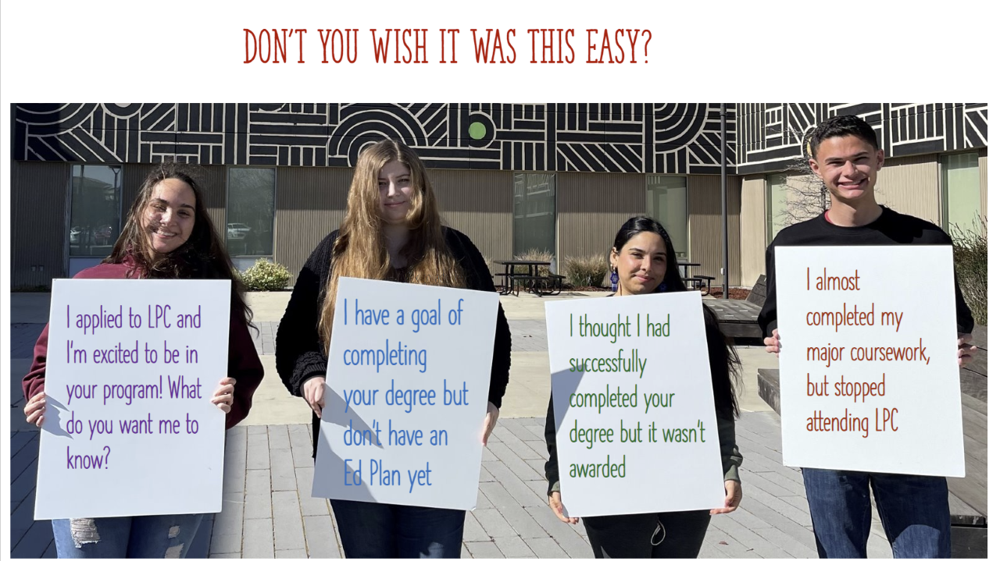 DON'T YOU WISH IT WAS THIS EASY?
I applied to LPC and
I'm excited to be in
your program! What
do you want me to
know?
I have a goal of
completing
your degree but
don't have an
Ed Plan yet
I thought I had
successfully
completed your
degree but it wasn't
awarded
I almost
completed my
major coursework,
but stopped
attending LPC